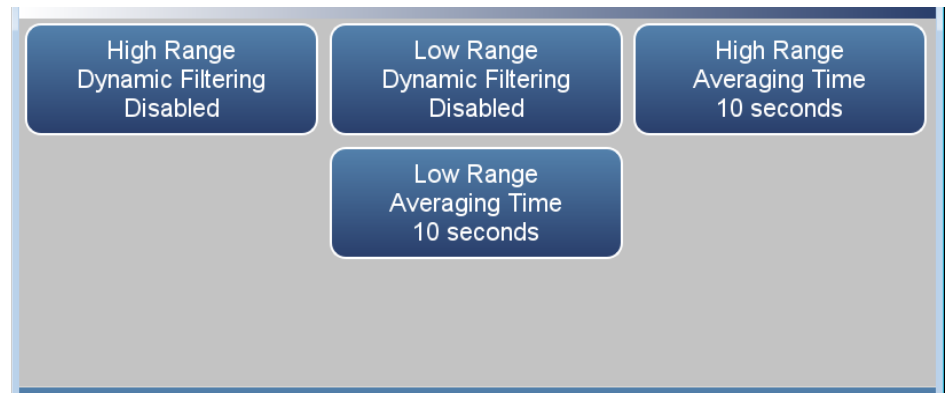 High Range
Dynamic Filtering
Disabled
Low Range
Dynamic Filtering
Disabled
High Range
Averaging Time
10 seconds
Low Range
Averaging Time
10 seconds